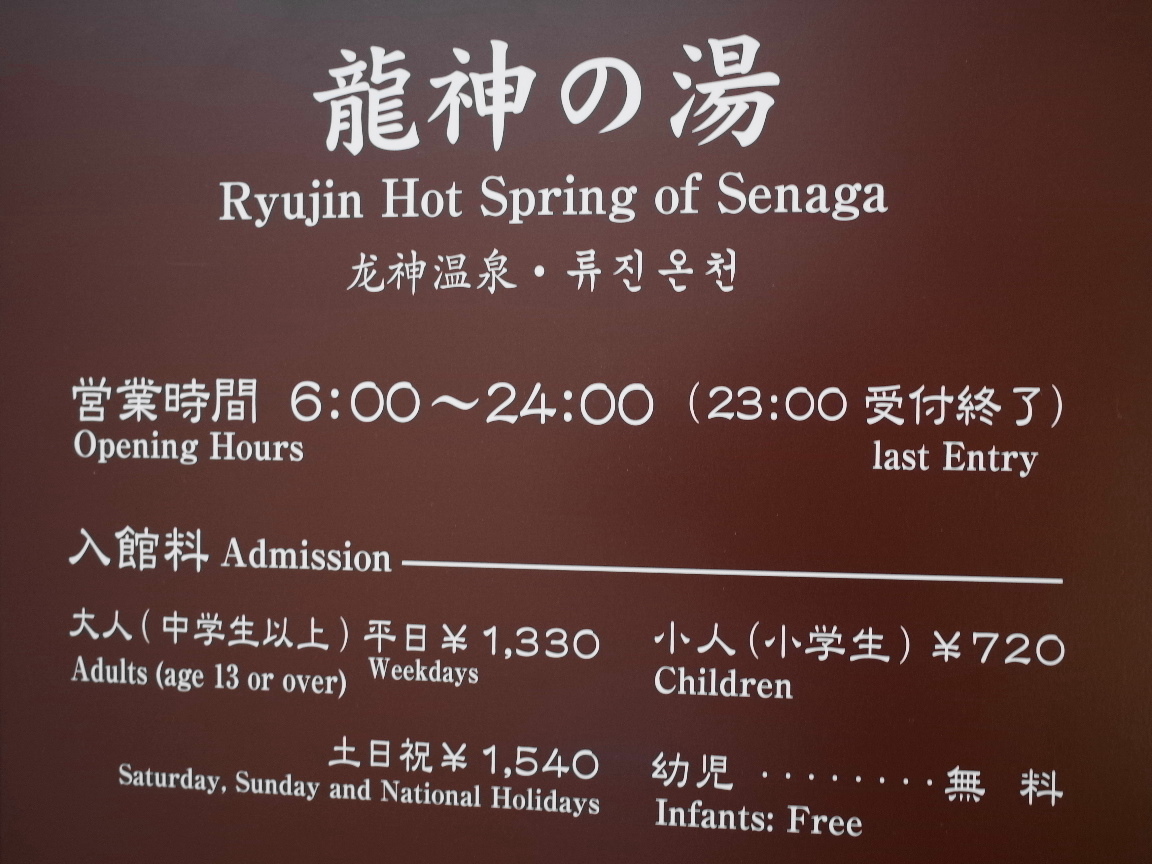 龍神の湯
Ryujin Hot Spring of Senaga
龙神温泉・류진온천
営業時間 6:00～24:00 (23:00 受付終了)
Opening Hours last Entry
入館料 Admission
大人(中学生以上) 平日¥1,330 小人(小学生) ¥720
Adults (age 13 or over) Weekdays Children
土日祝¥1,540 幼児 ········無 料
Saturday, Sunday and National Holidays Infants: Free